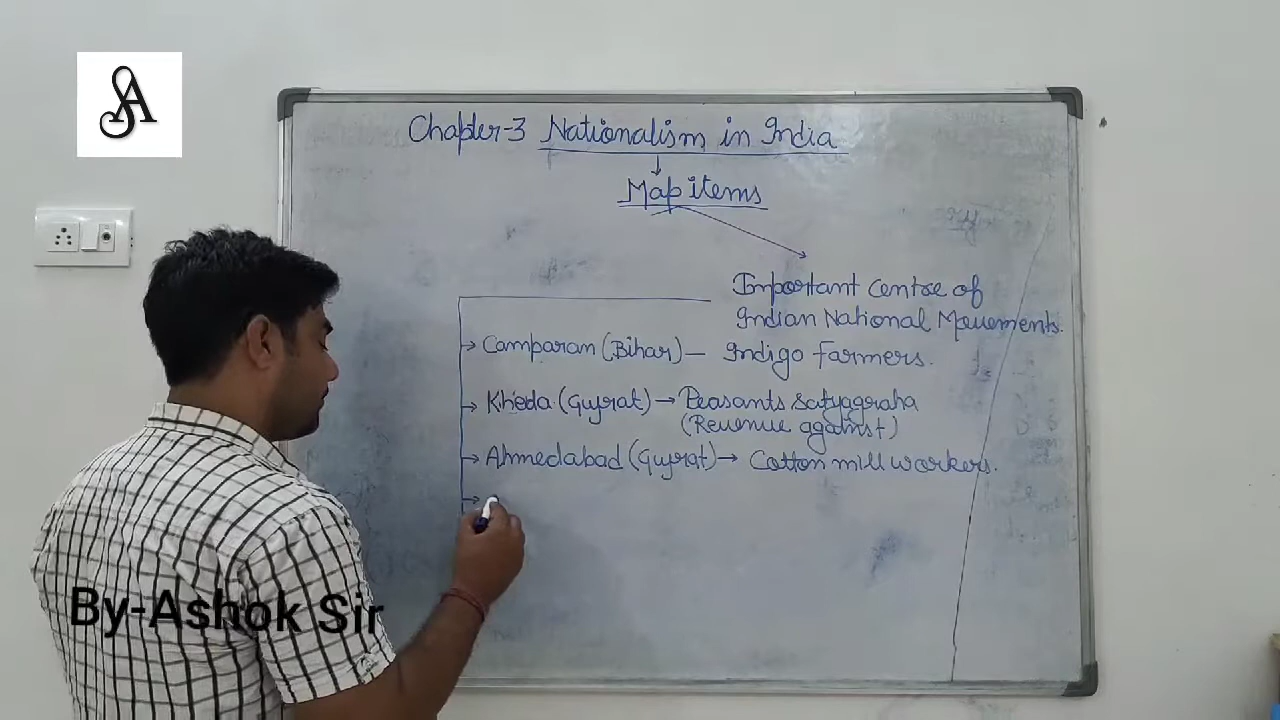 SA
Chapter-3 Nationalism in India
Map items
Important Centre of
Indian National Movements.
Camparan (Bihar) - Indigo Farmers.
Kheda (Gujrat) → Peasants Satyagraha
(Revenue against)
Ahmedabad (Gujrat) → Cotton mill workers.
By-Ashok Sir